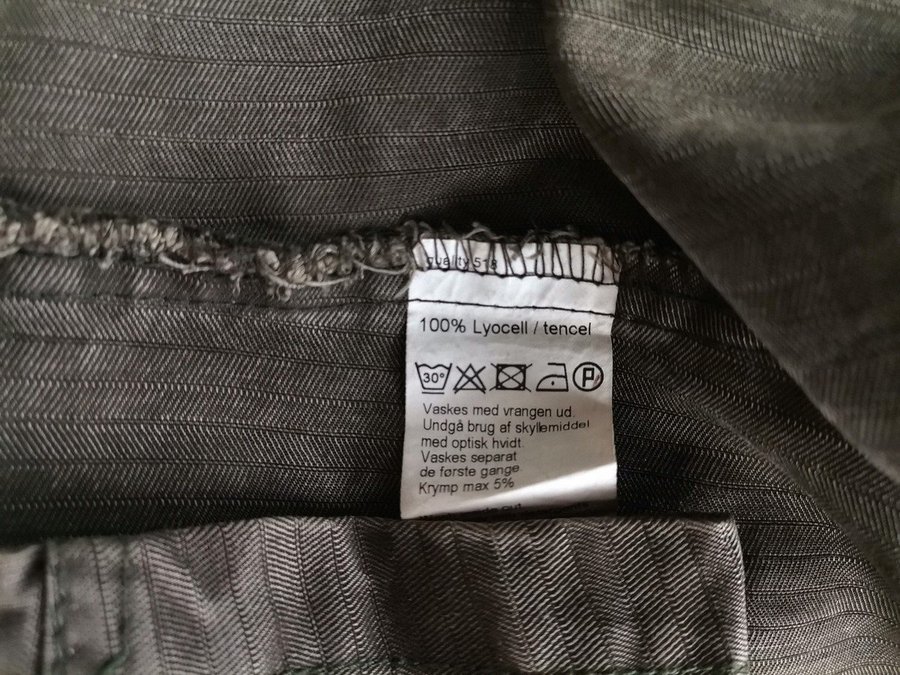 quality 518
100% Lyocell / tencel
30° P
Vaskes med vrangen ud.
Undgå brug af skyllemiddel
med optisk hvidt.
Vaskes separat
de første gange.
Krymp max 5%